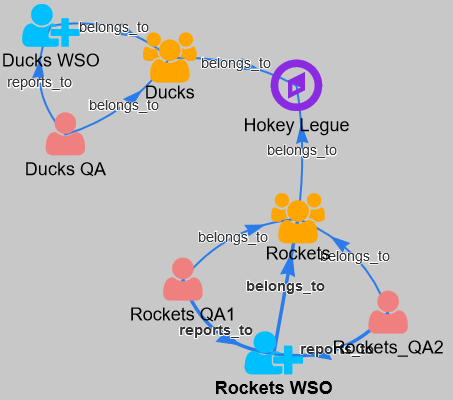 belongs_to
Ducks WSO
belongs_to
reports_to
Ducks
belongs_to
Hokey Legue
belongs_to
Ducks QA
belongs_to
Rockets
belongs_to
belongs_to
Rockets QA1
reports_to
reports_to
Rockets_QA2
Rockets WSO